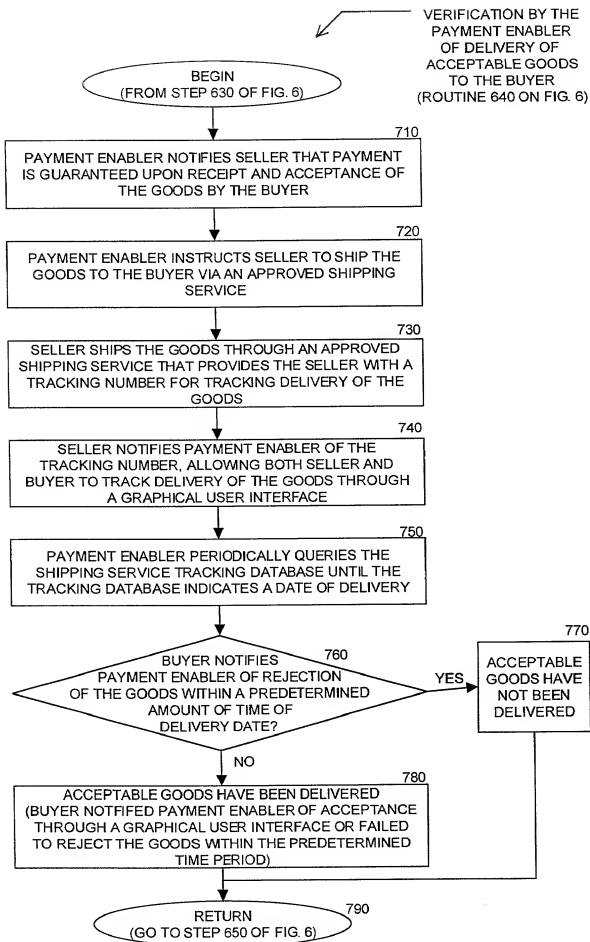 VERIFICATION BY THE
PAYMENT ENABLER
OF DELIVERY OF
ACCEPTABLE GOODS
TO THE BUYER
(ROUTINE 640 ON FIG. 6)
BEGIN
(FROM STEP 630 OF FIG. 6)
710
PAYMENT ENABLER NOTIFIES SELLER THAT PAYMENT
IS GUARANTEED UPON RECEIPT AND ACCEPTANCE OF
THE GOODS BY THE BUYER
720
PAYMENT ENABLER INSTRUCTS SELLER TO SHIP THE
GOODS TO THE BUYER VIA AN APPROVED SHIPPING
SERVICE
730
SELLER SHIPS THE GOODS THROUGH AN APPROVED
SHIPPING SERVICE THAT PROVIDES THE SELLER WITH A
TRACKING NUMBER FOR TRACKING DELIVERY OF THE
GOODS
740
SELLER NOTIFIES PAYMENT ENABLER OF THE
TRACKING NUMBER, ALLOWING BOTH SELLER AND
BUYER TO TRACK DELIVERY OF THE GOODS THROUGH
A GRAPHICAL USER INTERFACE
750
PAYMENT ENABLER PERIODICALLY QUERIES THE
SHIPPING SERVICE TRACKING DATABASE UNTIL THE
TRACKING DATABASE INDICATES A DATE OF DELIVERY
760
BUYER NOTIFIES
PAYMENT ENABLER OF REJECTION
OF THE GOODS WITHIN A PREDETERMINED
AMOUNT OF TIME OF
DELIVERY DATE?
YES
770
ACCEPTABLE
GOODS HAVE
NOT BEEN
DELIVERED
NO
780
ACCEPTABLE GOODS HAVE BEEN DELIVERED
(BUYER NOTFIFED PAYMENT ENABLER OF ACCEPTANCE
THROUGH A GRAPHICAL USER INTERFACE OR FAILED
TO REJECT THE GOODS WITHIN THE PREDETERMINED
TIME PERIOD)
790
RETURN
(GO TO STEP 650 OF FIG. 6)